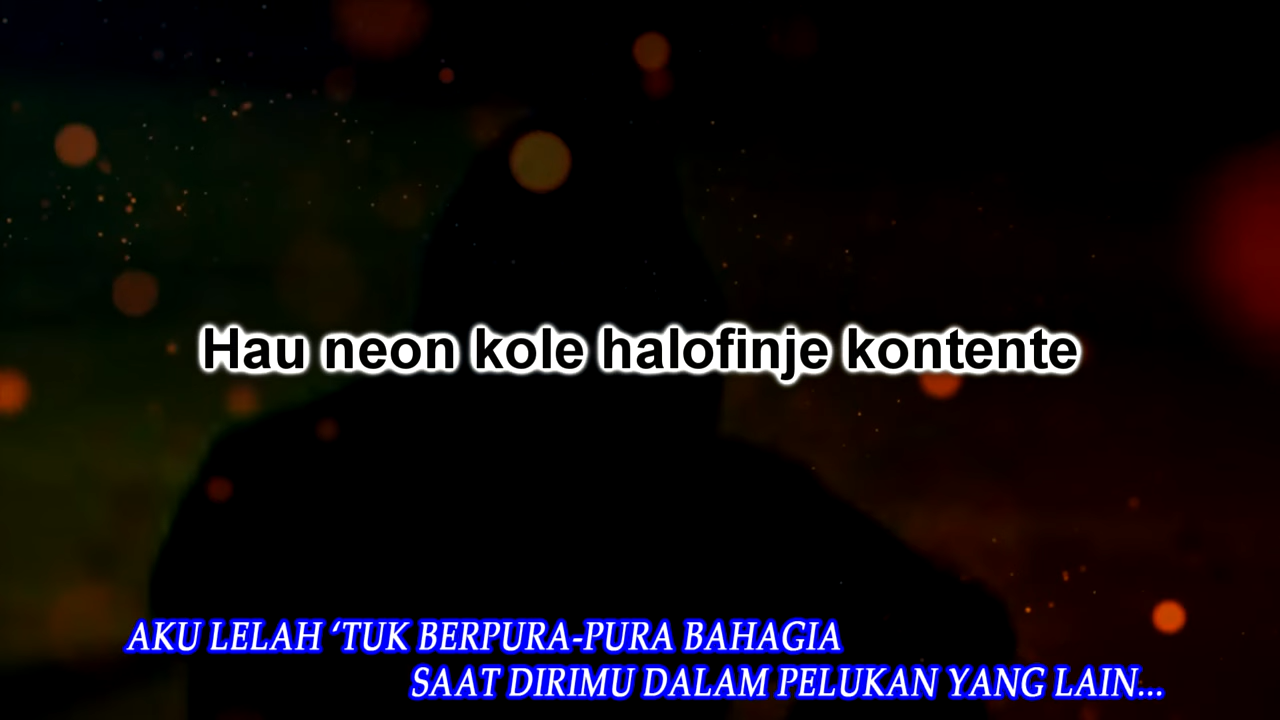 Hau neon kole halofinje kontente
AKU LELAH ‘TUK BERPURA-PURA BAHAGIA
SAAT DIRIMU DALAM PELUKAN YANG LAIN...